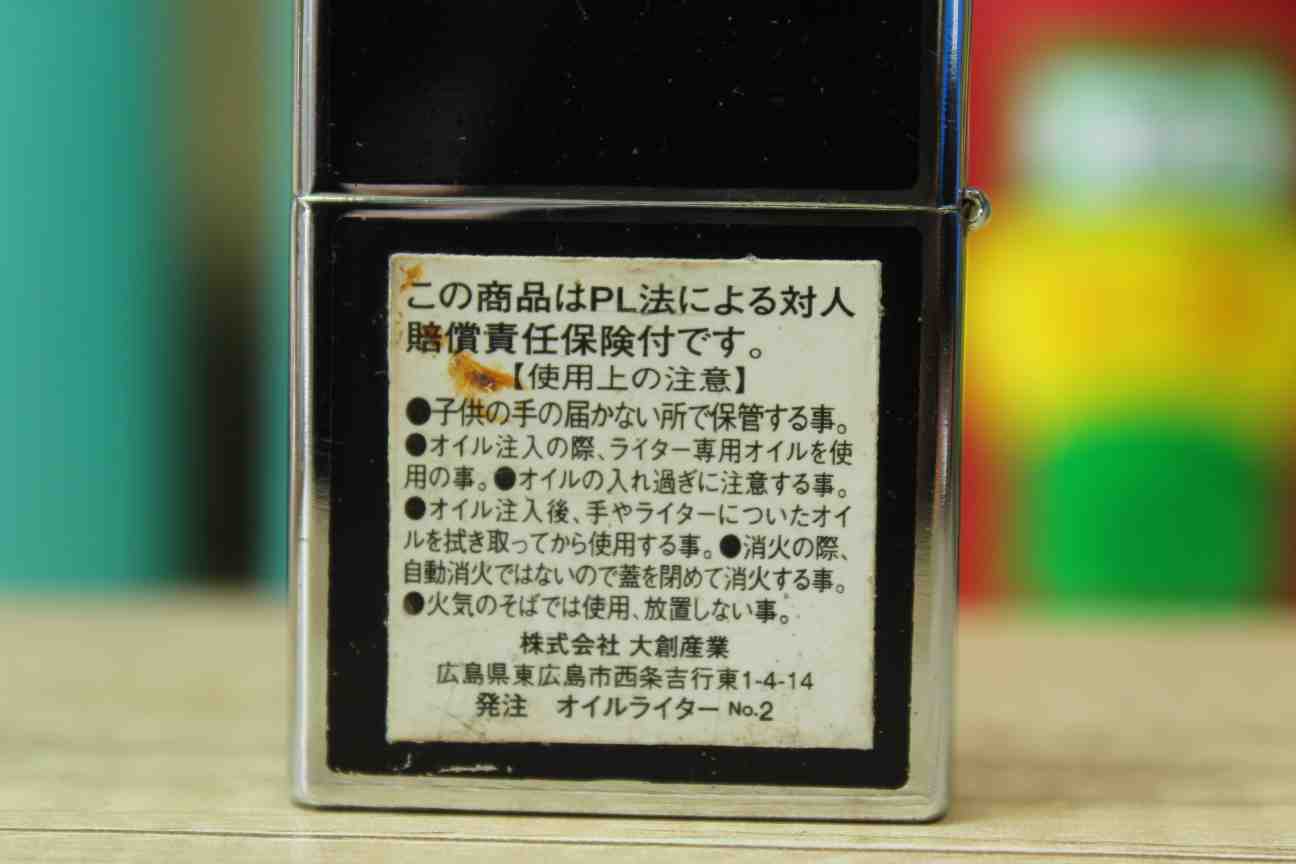 この商品はPL法による対人
賠償責任保険付です。
【使用上の注意】
●子供の手の届かない所で保管する事。
●オイル注入の際、ライター専用オイルを使
用の事。●オイルの入れ過ぎに注意する事。
●オイル注入後、手やライターについたオイ
ルを拭き取ってから使用する事。●消火の際、
自動消火ではないので蓋を閉めて消火する事。
●火気のそばでは使用、放置しない事。
株式会社 大創産業
広島県東広島市西条吉行東1-4-14
発注 オイルライター No.2